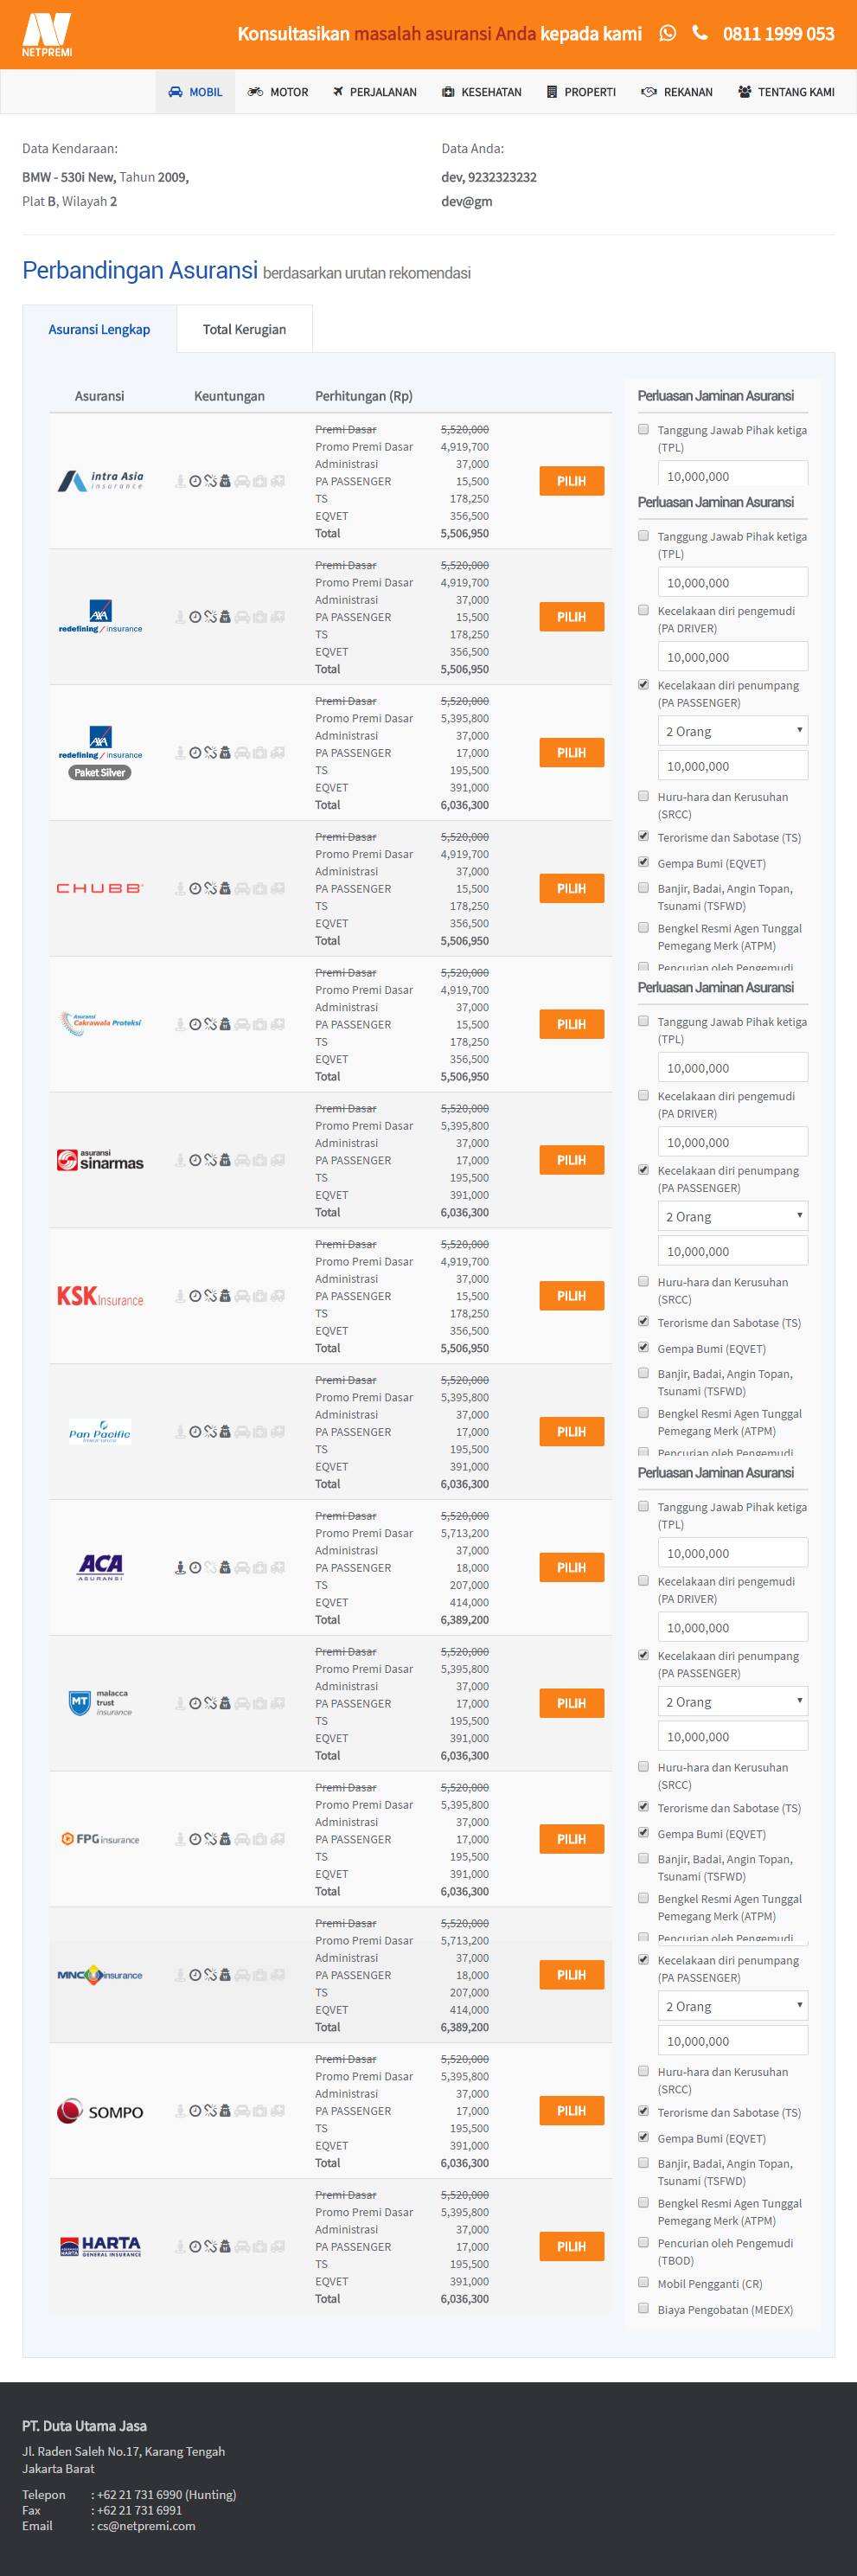 NETPREMI
Konsultasikan masalah asuransi Anda kepada kami 0811 1999 053
MOBIL MOTOR PERJALANAN KESEHATAN PROPERTI REKANAN TENTANG KAMI
Data Kendaraan:
BMW - 530i New, Tahun 2009,
Plat B, Wilayah 2
Data Anda:
dev, 9232323232
dev@gm
Perbandingan Asuransi berdasarkan urutan rekomendasi
Asuransi Lengkap Total Kerugian
Asuransi Keuntungan Perhitungan (Rp)
intra Asia
insurance
Premi Dasar 5,520,000
Promo Premi Dasar 4,919,700
Administrasi 37,000
PA PASSENGER 15,500
TS 178,250
EQVET 356,500
Total 5,506,950
PILIH
AXA
redefining / insurance
Premi Dasar 5,520,000
Promo Premi Dasar 4,919,700
Administrasi 37,000
PA PASSENGER 15,500
TS 178,250
EQVET 356,500
Total 5,506,950
PILIH
AXA
redefining / insurance
Paket Silver
Premi Dasar 5,520,000
Promo Premi Dasar 5,395,800
Administrasi 37,000
PA PASSENGER 17,000
TS 195,500
EQVET 391,000
Total 6,036,300
PILIH
CHUBB
Premi Dasar 5,520,000
Promo Premi Dasar 4,919,700
Administrasi 37,000
PA PASSENGER 15,500
TS 178,250
EQVET 356,500
Total 5,506,950
PILIH
Asuransi
Cakrawala Proteksi
Premi Dasar 5,520,000
Promo Premi Dasar 4,919,700
Administrasi 37,000
PA PASSENGER 15,500
TS 178,250
EQVET 356,500
Total 5,506,950
PILIH
asuransi
sinarmas
Premi Dasar 5,520,000
Promo Premi Dasar 5,395,800
Administrasi 37,000
PA PASSENGER 17,000
TS 195,500
EQVET 391,000
Total 6,036,300
PILIH
KSK Insurance
Premi Dasar 5,520,000
Promo Premi Dasar 4,919,700
Administrasi 37,000
PA PASSENGER 15,500
TS 178,250
EQVET 356,500
Total 5,506,950
PILIH
Pan Pacific
Premi Dasar 5,520,000
Promo Premi Dasar 5,395,800
Administrasi 37,000
PA PASSENGER 17,000
TS 195,500
EQVET 391,000
Total 6,036,300
PILIH
ACA
ASURANSI
Premi Dasar 5,520,000
Promo Premi Dasar 5,713,200
Administrasi 37,000
PA PASSENGER 18,000
TS 207,000
EQVET 414,000
Total 6,389,200
PILIH
MT
malacca
trust
insurance
Premi Dasar 5,520,000
Promo Premi Dasar 5,395,800
Administrasi 37,000
PA PASSENGER 17,000
TS 195,500
EQVET 391,000
Total 6,036,300
PILIH
FPG insurance
Premi Dasar 5,520,000
Promo Premi Dasar 5,395,800
Administrasi 37,000
PA PASSENGER 17,000
TS 195,500
EQVET 391,000
Total 6,036,300
PILIH
MNC insurance
Premi Dasar 5,520,000
Promo Premi Dasar 5,713,200
Administrasi 37,000
PA PASSENGER 18,000
TS 207,000
EQVET 414,000
Total 6,389,200
PILIH
SOMPO
Premi Dasar 5,520,000
Promo Premi Dasar 5,395,800
Administrasi 37,000
PA PASSENGER 17,000
TS 195,500
EQVET 391,000
Total 6,036,300
PILIH
HARTA
GENERAL INSURANCE
Premi Dasar 5,520,000
Promo Premi Dasar 5,395,800
Administrasi 37,000
PA PASSENGER 17,000
TS 195,500
EQVET 391,000
Total 6,036,300
PILIH
Perluasan Jaminan Asuransi
Tanggung Jawab Pihak ketiga
(TPL)
10,000,000
Perluasan Jaminan Asuransi
Tanggung Jawab Pihak ketiga
(TPL)
10,000,000
Kecelakaan diri pengemudi
(PA DRIVER)
10,000,000
Kecelakaan diri penumpang
(PA PASSENGER)
2 Orang
10,000,000
Huru-hara dan Kerusuhan
(SRCC)
Terorisme dan Sabotase (TS)
Gempa Bumi (EQVET)
Banjir, Badai, Angin Topan,
Tsunami (TSFWD)
Bengkel Resmi Agen Tunggal
Pemegang Merk (ATPM)
Pencurian oleh Pengemudi
Perluasan Jaminan Asuransi
Tanggung Jawab Pihak ketiga
(TPL)
10,000,000
Kecelakaan diri pengemudi
(PA DRIVER)
10,000,000
Kecelakaan diri penumpang
(PA PASSENGER)
2 Orang
10,000,000
Huru-hara dan Kerusuhan
(SRCC)
Terorisme dan Sabotase (TS)
Gempa Bumi (EQVET)
Banjir, Badai, Angin Topan,
Tsunami (TSFWD)
Bengkel Resmi Agen Tunggal
Pemegang Merk (ATPM)
Pencurian oleh Pengemudi
Perluasan Jaminan Asuransi
Tanggung Jawab Pihak ketiga
(TPL)
10,000,000
Kecelakaan diri pengemudi
(PA DRIVER)
10,000,000
Kecelakaan diri penumpang
(PA PASSENGER)
2 Orang
10,000,000
Huru-hara dan Kerusuhan
(SRCC)
Terorisme dan Sabotase (TS)
Gempa Bumi (EQVET)
Banjir, Badai, Angin Topan,
Tsunami (TSFWD)
Bengkel Resmi Agen Tunggal
Pemegang Merk (ATPM)
Pencurian oleh Pengemudi
Kecelakaan diri penumpang
(PA PASSENGER)
2 Orang
10,000,000
Huru-hara dan Kerusuhan
(SRCC)
Terorisme dan Sabotase (TS)
Gempa Bumi (EQVET)
Banjir, Badai, Angin Topan,
Tsunami (TSFWD)
Bengkel Resmi Agen Tunggal
Pemegang Merk (ATPM)
Pencurian oleh Pengemudi
(TBOD)
Mobil Pengganti (CR)
Biaya Pengobatan (MEDEX)
PT. Duta Utama Jasa
Jl. Raden Saleh No.17, Karang Tengah
Jakarta Barat
Telepon : +62 21 731 6990 (Hunting)
Fax : +62 21 731 6991
Email : cs@netpremi.com